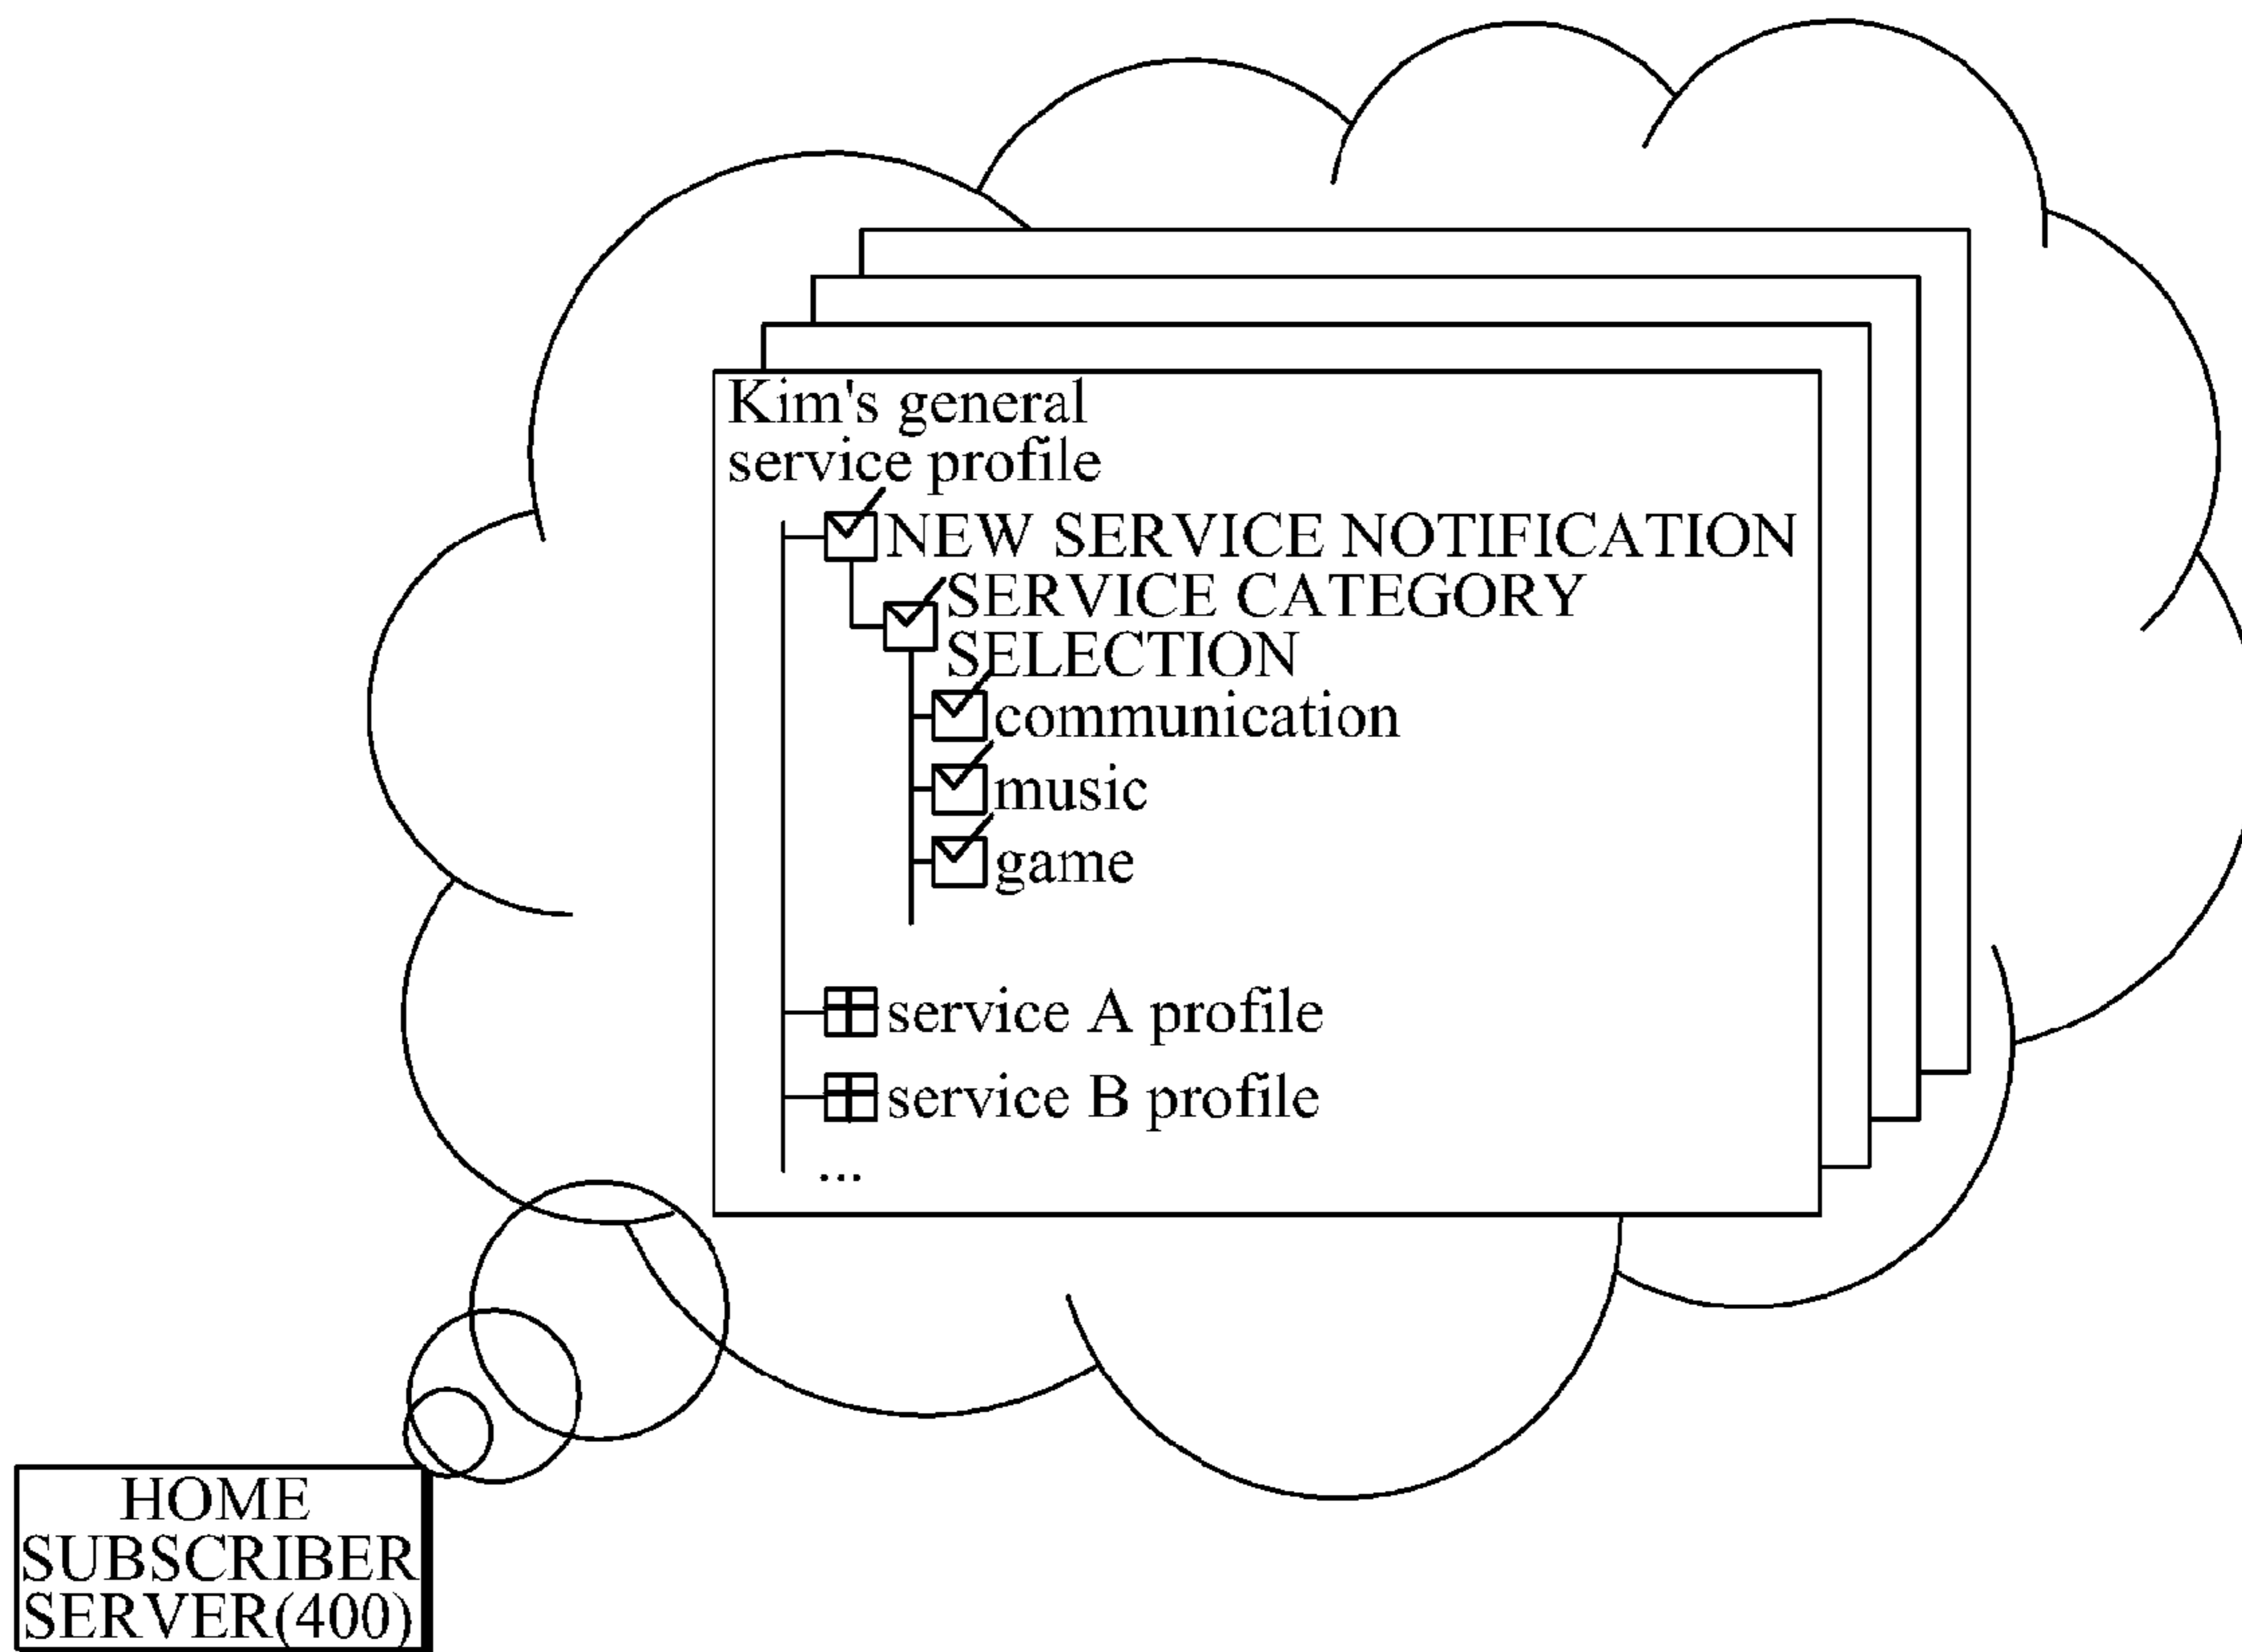 Kim's general
service profile
NEW SERVICE NOTIFICATION
SERVICE CATEGORY
SELECTION
communication
music
game
service A profile
service B profile
...
HOME
SUBSCRIBER
SERVER(400)